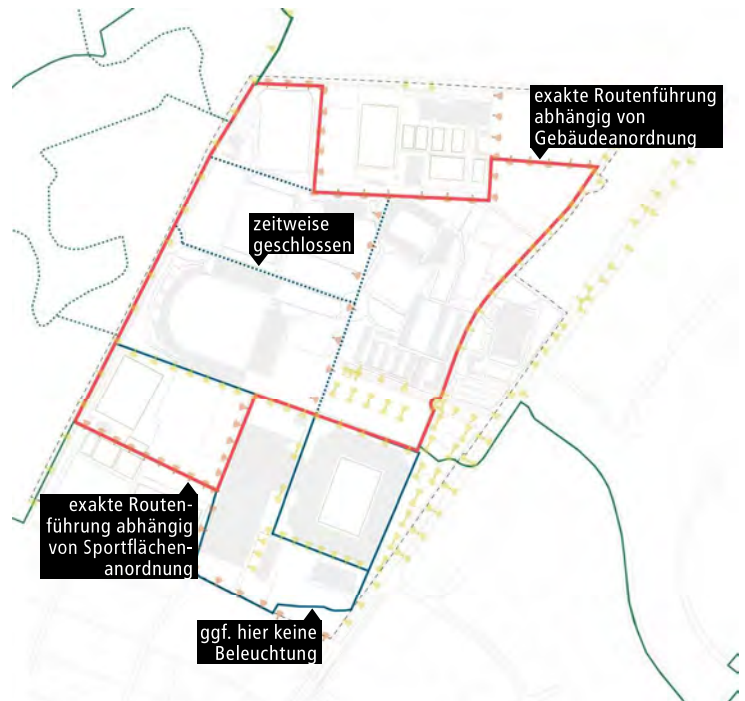 exakte Routenführung
abhängig von
Gebäudeanordnung
zeitweise
geschlossen
exakte Routen-
führung abhängig
von Sportflächen-
anordnung
ggf. hier keine
Beleuchtung